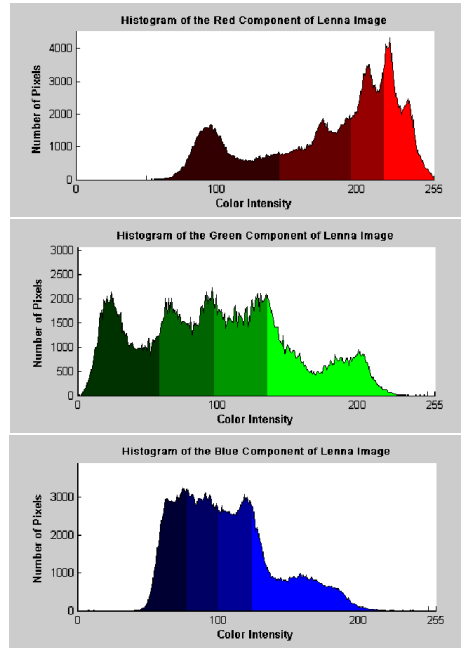 Histogram of the Red Component of Lenna Image
Number of Pixels
4000
3000
2000
1000
0
0 100 200 255
Color Intensity
Histogram of the Green Component of Lenna Image
Number of Pixels
3000
2500
2000
1500
1000
500
0
0 100 200 255
Color Intensity
Histogram of the Blue Component of Lenna Image
Number of Pixels
3000
2000
1000
0
0 100 200 255
Color Intensity